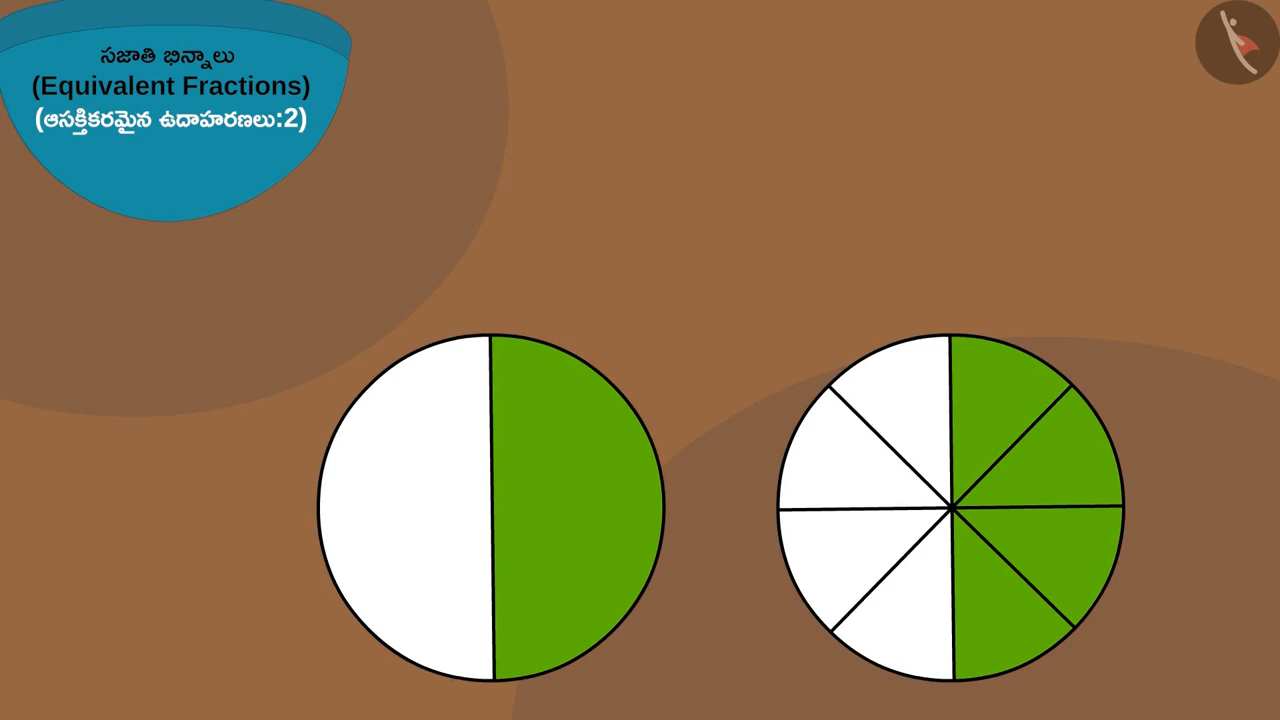 సజాతి భిన్నాలు
(Equivalent Fractions)
(ఆసక్తికరమైన ఉదాహరణలు:2)